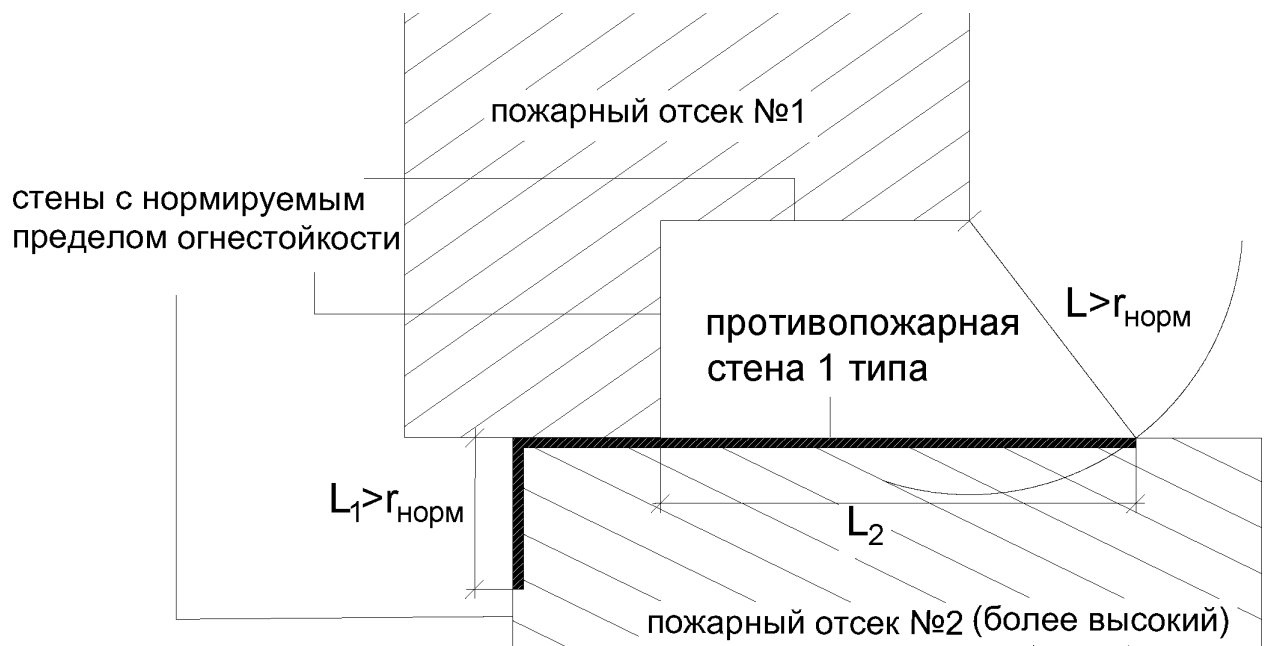 пожарный отсек №1
стены с нормируемым
пределом огнестойкости
L>rнорм
противопожарная
стена 1 типа
L1>rнорм
L2
пожарный отсек №2 (более высокий)